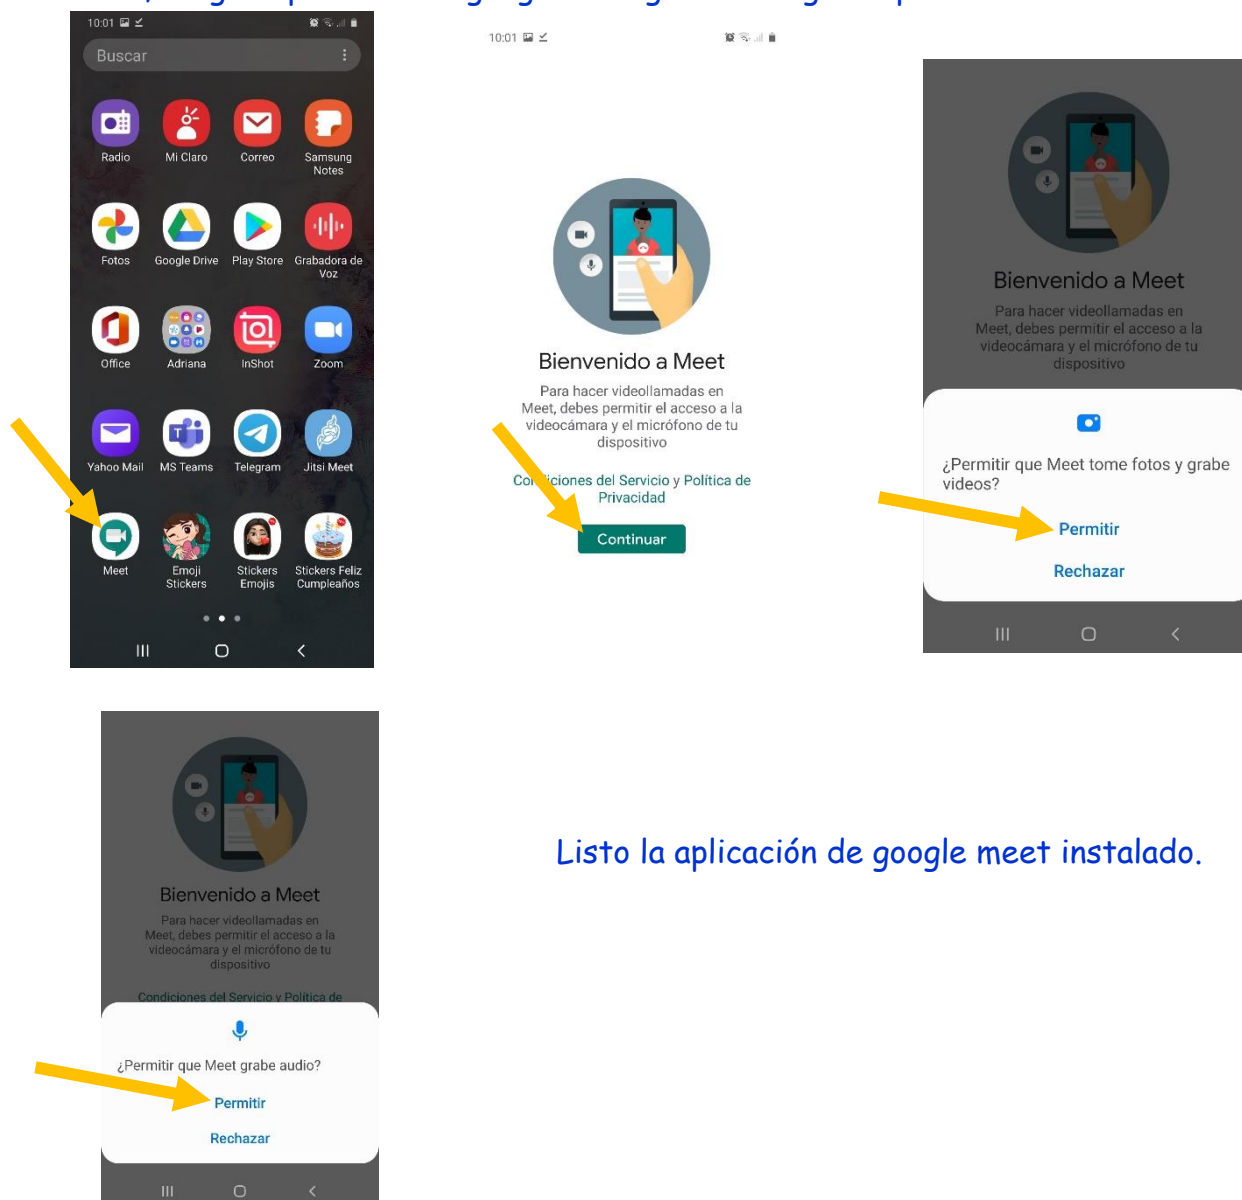 10:01
Buscar
Radio
Mi Claro
Correo
Samsung
Notes
Fotos
Google Drive
Play Store
Grabadora de
Voz
Office
Adriana
InShot
Zoom
Yahoo Mail
MS Teams
Telegram
Jitsi Meet
Meet
Emoji
Stickers
Stickers
Emojis
Stickers Feliz
Cumpleaños
10:01
Bienvenido a Meet
Para hacer videollamadas en
Meet, debes permitir el acceso a la
videocámara y el micrófono de tu
dispositivo
Condiciones del Servicio y Política de
Privacidad
Continuar
Bienvenido a Meet
Para hacer videollamadas en
Meet, debes permitir el acceso a la
videocámara y el micrófono de tu
dispositivo
¿Permitir que Meet tome fotos y grabe
videos?
Permitir
Rechazar
Bienvenido a Meet
Para hacer videollamadas en
Meet, debes permitir el acceso a la
videocámara y el micrófono de tu
dispositivo
Condiciones del Servicio y Política de
¿Permitir que Meet grabe audio?
Permitir
Rechazar
Listo la aplicación de google meet instalado.